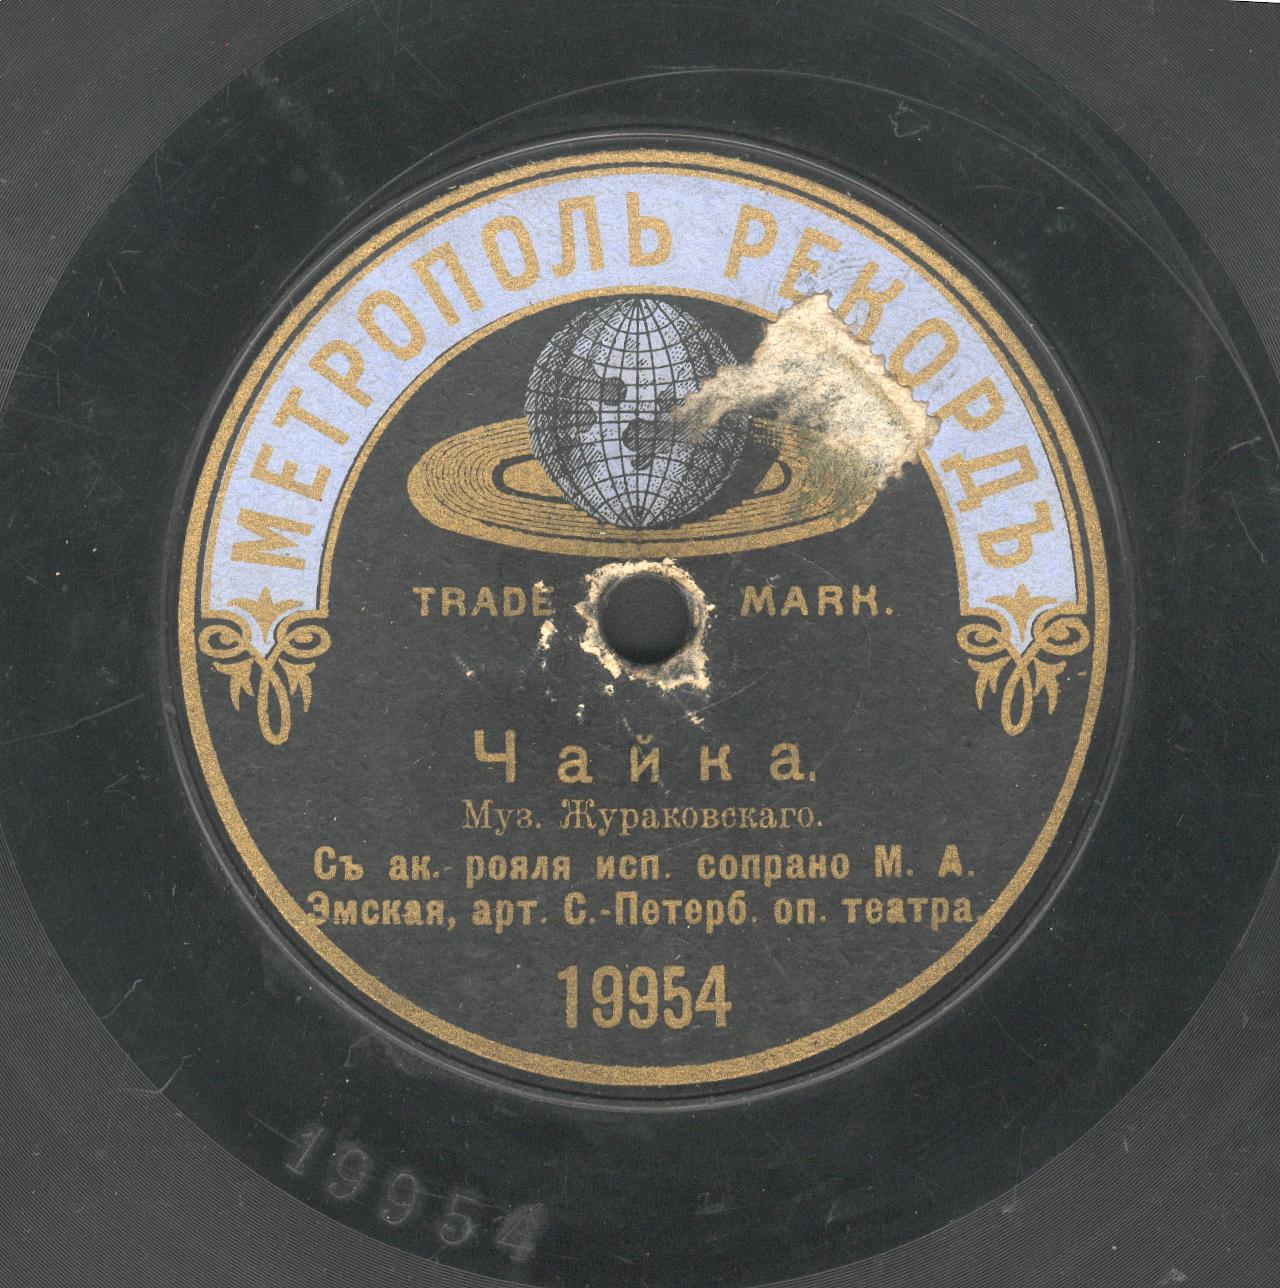 МЕТРОПОЛЬ РЕКОРДЪ
TRADE MARK.
Чайка.
Муз. Жураковскаго.
Съ ак. рояля исп. сопрано М. А.
Эмская, арт. С.-Петерб. оп. театра.
19954
19954